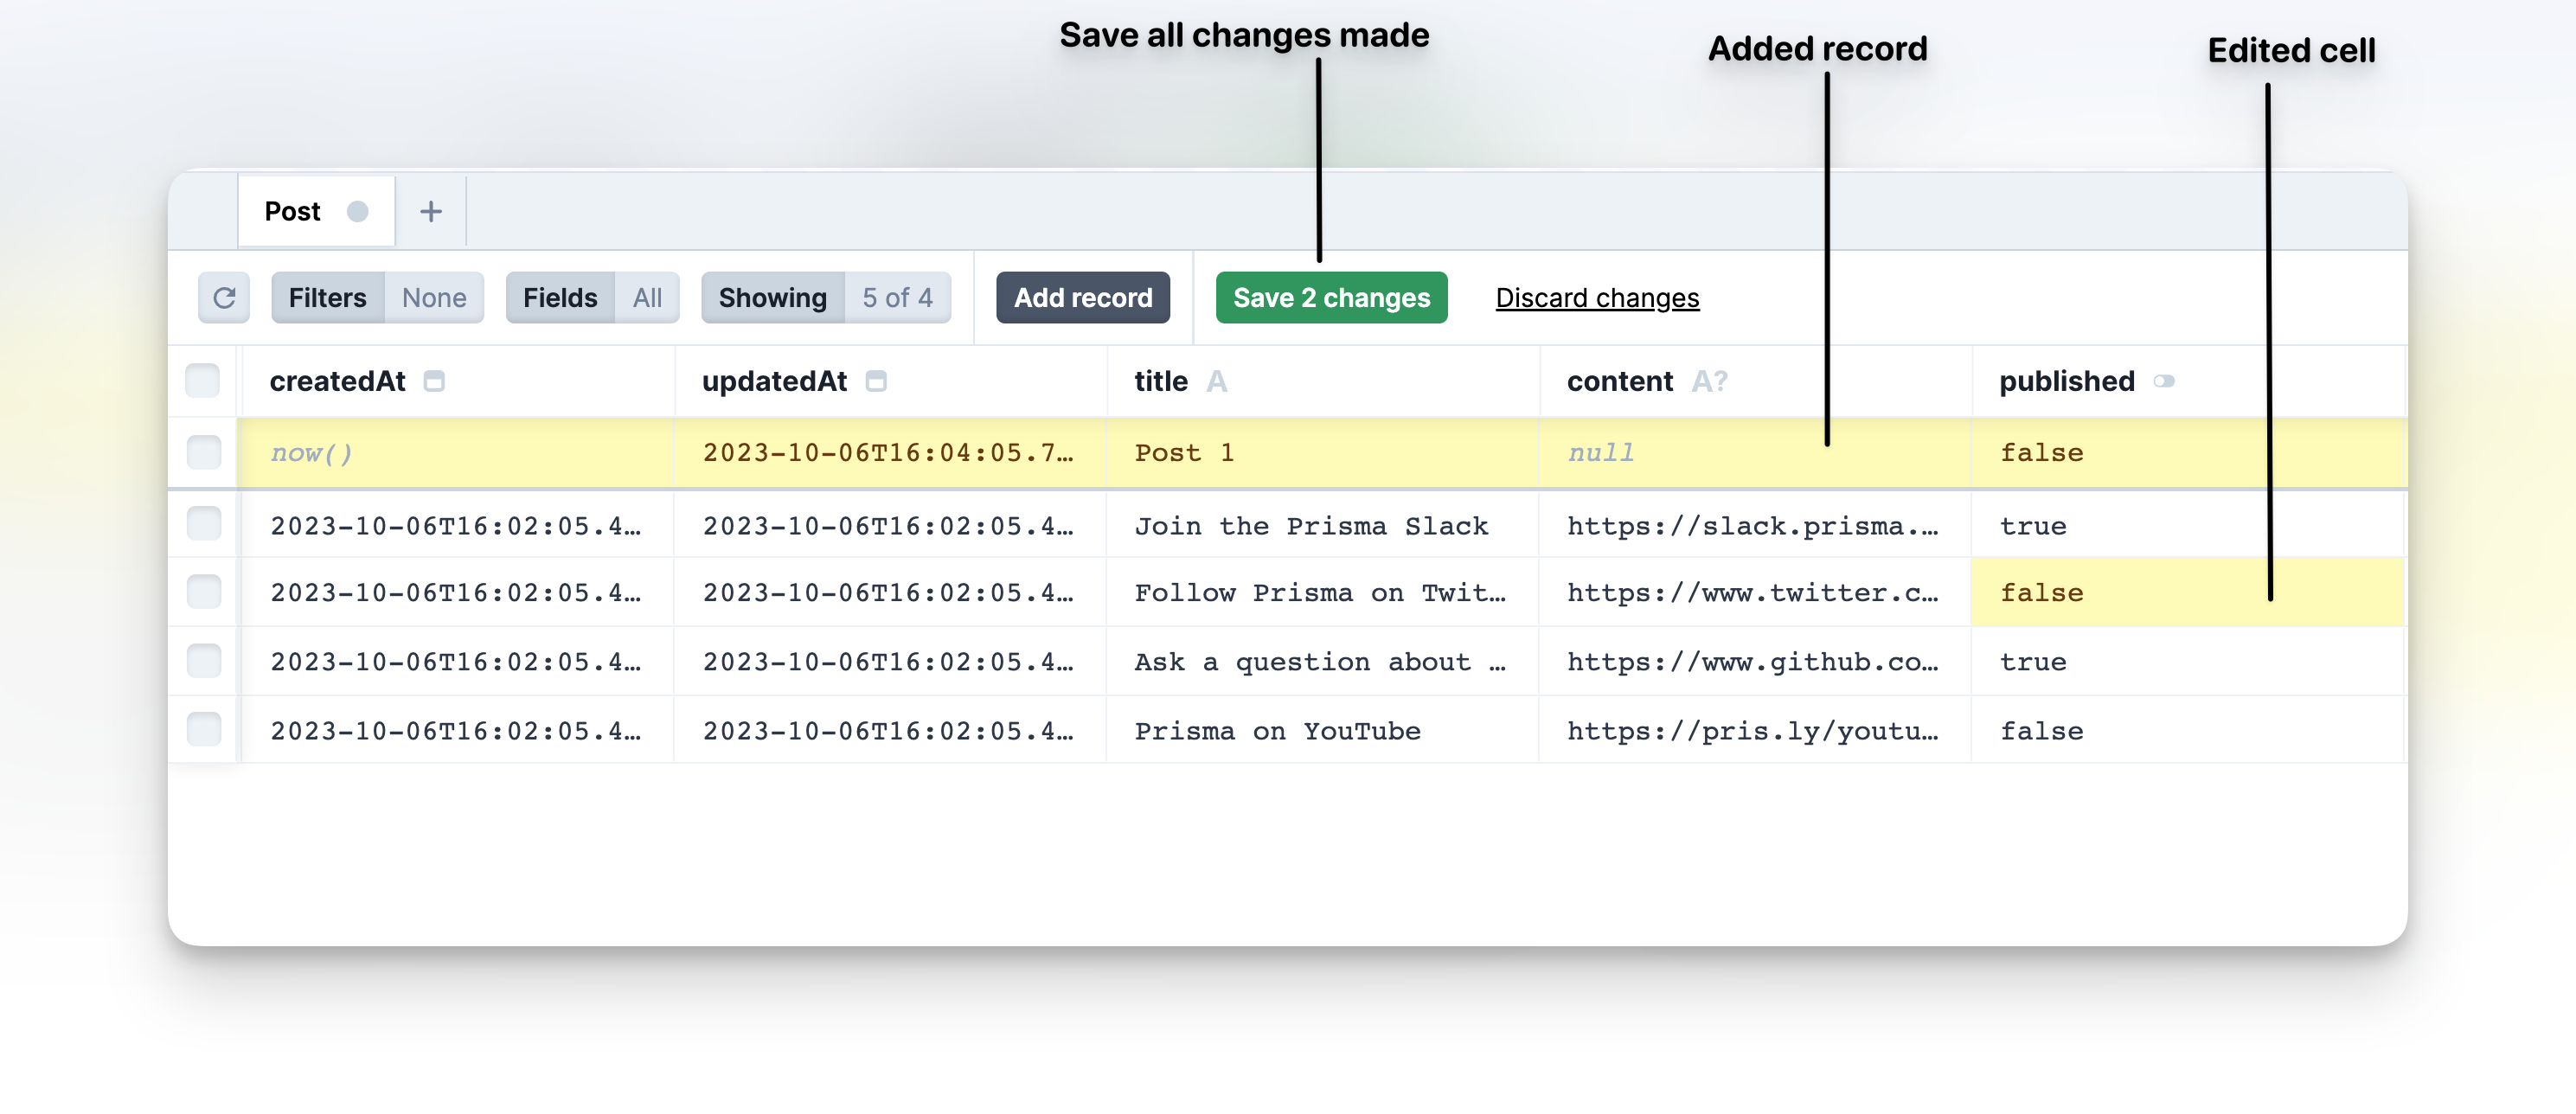 Save all changes made
Added record
Edited cell
Post
Filters None Fields All Showing 5 of 4 Add record Save 2 changes Discard changes
createdAt updatedAt title A content A? published
now() 2023-10-06T16:04:05.7… Post 1 null false
2023-10-06T16:02:05.4… 2023-10-06T16:02:05.4… Join the Prisma Slack https://slack.prisma.… true
2023-10-06T16:02:05.4… 2023-10-06T16:02:05.4… Follow Prisma on Twit… https://www.twitter.c… false
2023-10-06T16:02:05.4… 2023-10-06T16:02:05.4… Ask a question about … https://www.github.co… true
2023-10-06T16:02:05.4… 2023-10-06T16:02:05.4… Prisma on YouTube https://pris.ly/youtu… false